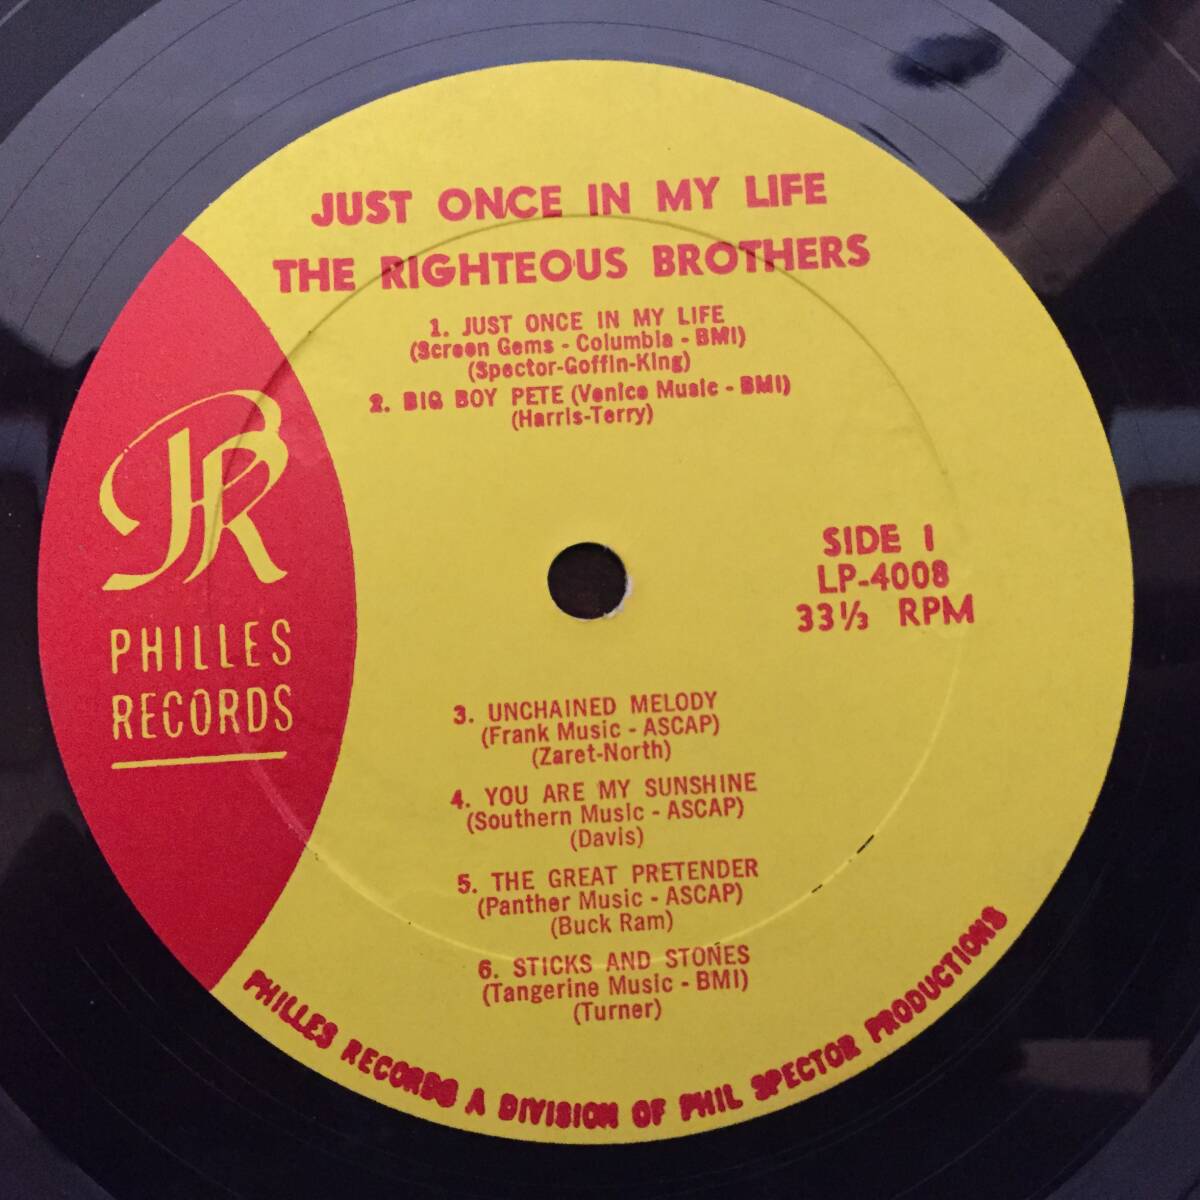 JUST ONCE IN MY LIFE
THE RIGHTEOUS BROTHERS
1. JUST ONCE IN MY LIFE
(Screen Gems - Columbia - BMI)
(Spector-Goffin-King)
2. BIG BOY PETE (Venice Music - BMI)
(Harris-Terry)
PR
PHILLES
RECORDS
SIDE 1
LP-4008
33⅓ RPM
3. UNCHAINED MELODY
(Frank Music - ASCAP)
(Zaret-North)
4. YOU ARE MY SUNSHINE
(Southern Music - ASCAP)
(Davis)
5. THE GREAT PRETENDER
(Panther Music - ASCAP)
(Buck Ram)
6. STICKS AND STONES
(Tangerine Music - BMI)
(Turner)
PHILLES RECORDS A DIVISION OF PHIL SPECTOR PRODUCTIONS